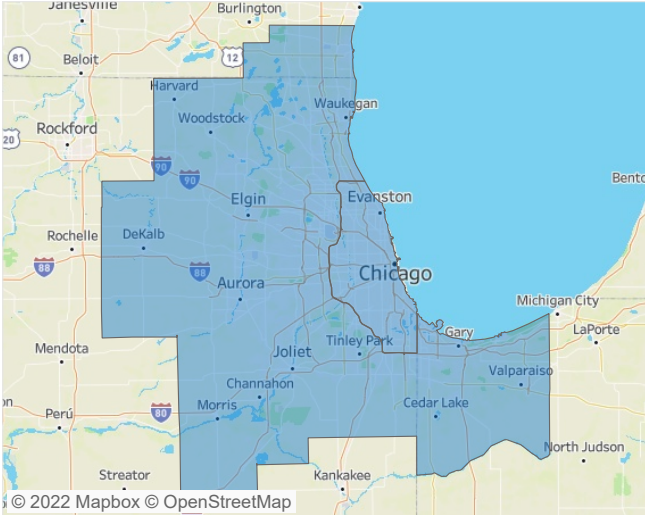 Janesville
Burlington
81
Beloit
12
Harvard
Waukegan
Woodstock
Rockford
20
90
90
Bento
Elgin
Evanston
DeKalb
Rochelle
88
88
Chicago
Aurora
Michigan City
Gary
LaPorte
Tinley Park
Mendota
Joliet
Valparaiso
Channahon
Cedar Lake
Morris
80
Perú
on
North Judson
Streator
Kankakee
© 2022 Mapbox © OpenStreetMap